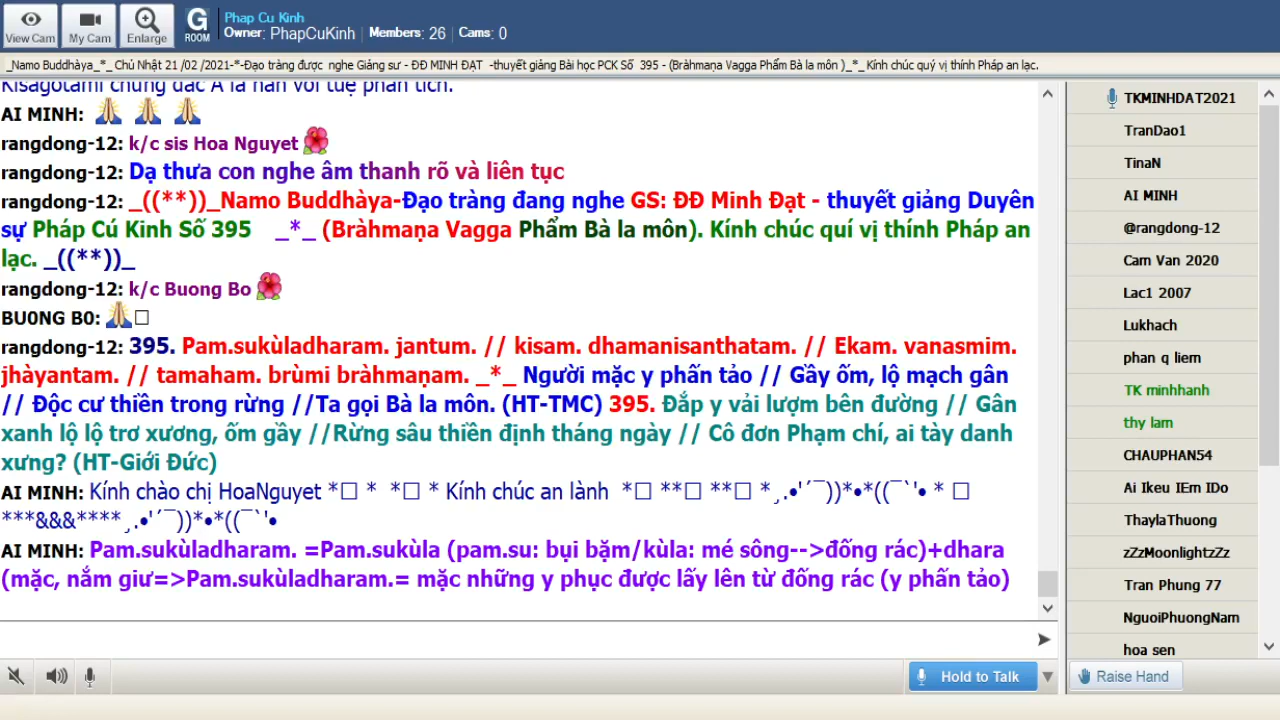 View Cam
My Cam
Enlarge
G
ROOM
Phap Cu Kinh
Owner: PhapCuKinh | Members: 26 | Cams: 0
_Namo Buddhàya_*_ Chủ Nhật 21 /02 /2021-*-Đạo tràng được nghe Giảng sư - ĐĐ MINH ĐẠT -thuyết giảng Bài học PCK Số 395 - (Bràhmaṇa Vagga Phẩm Bà la môn )_*_ Kính chúc quý vị thính Pháp an lạc.
Kisagotami chứng đắc A la hán với tuệ phân tích.
AI MINH:
rangdong-12: k/c sis Hoa Nguyet
rangdong-12: Dạ thưa con nghe âm thanh rõ và liên tục
rangdong-12: _((**))_Namo Buddhàya-Đạo tràng đang nghe GS: ĐĐ Minh Đạt - thuyết giảng Duyên
sự Pháp Cú Kinh Số 395 _*_ (Bràhmaṇa Vagga Phẩm Bà la môn). Kính chúc quí vị thính Pháp an
lạc. _((**))_
rangdong-12: k/c Buong Bo
BU0NG B0: □
rangdong-12: 395. Pam.sukùladharam. jantum. // kisam. dhamanisanthatam. // Ekam. vanasmim.
jhàyantam. // tamaham. brùmi bràhmaṇam. _*_ Người mặc y phấn tảo // Gầy ốm, lộ mạch gân
// Độc cư thiền trong rừng //Ta gọi Bà la môn. (HT-TMC) 395. Đắp y vải lượm bên đường // Gân
xanh lộ lộ trơ xương, ốm gầy //Rừng sâu thiền định tháng ngày // Cô đơn Phạm chí, ai tày danh
xưng? (HT-Giới Đức)
AI MINH: Kính chào chị HoaNguyet *□ * *□ * Kính chúc an lành *□ **□ **□ *¸.•'´¯))*•*((¯`'• * □
***&&&****¸.•'´¯))*•*((¯`'•
AI MINH: Pam.sukùladharam. =Pam.sukùla (pam.su: bụi bặm/kùla: mé sông-->đống rác)+dhara
(mặc, nắm giư=>Pam.sukùladharam.= mặc những y phục được lấy lên từ đống rác (y phấn tảo)
Hold to Talk
TKMINHDAT2021
TranDao1
TinaN
AI MINH
@rangdong-12
Cam Van 2020
Lac1 2007
Lukhach
phan q liem
TK minhhanh
thy lam
CHAUPHAN54
Ai Ikeu IEm IDo
ThaylaThuong
zZzMoonlightzZz
Tran Phung 77
NguoiPhuongNam
hoa sen
Raise Hand